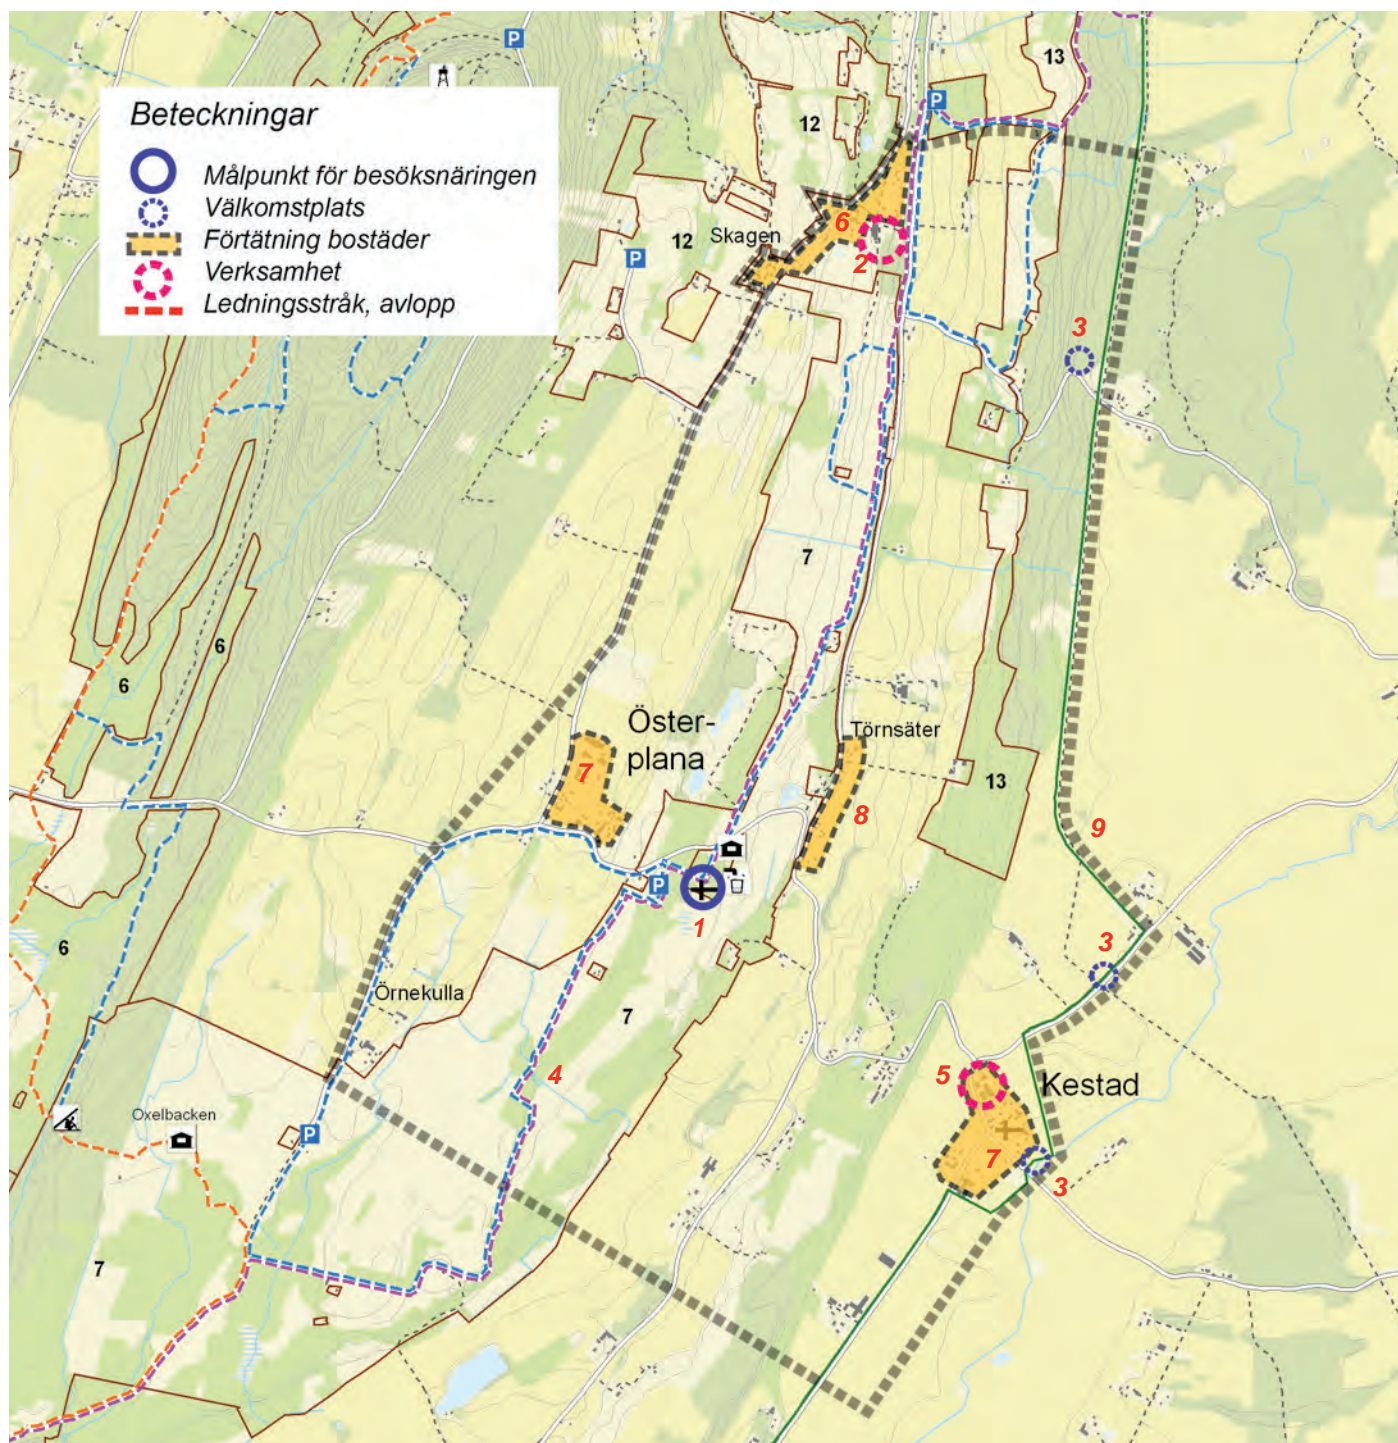 P
13
Beteckningar
Målpunkt för besöksnäringen
Välkomstplats
Förtätning bostäder
Verksamhet
Ledningsstråk, avlopp
P
12
6
Skagen
12
P
2
3
7
6
6
Öster-
plana
7
Törnsäter
13
8
9
P
1
6
3
Örnekulla
7
4
5
Kestad
Oxelbacken
P
7
3
7